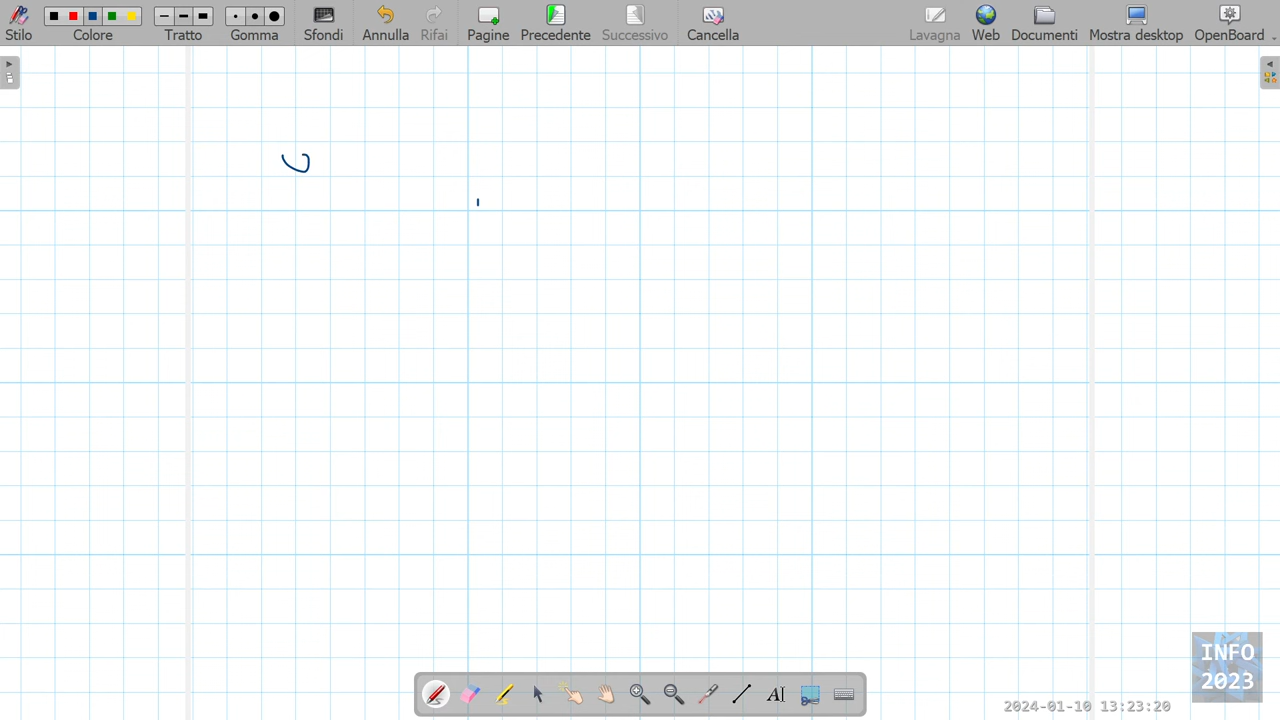 Stilo Colore Tratto Gomma Sfondi Annulla Rifai Pagine Precedente Successivo Cancella Lavagna Web Documenti Mostra desktop OpenBoard
AI
INFO
2023
2024-01-10 13:23:20